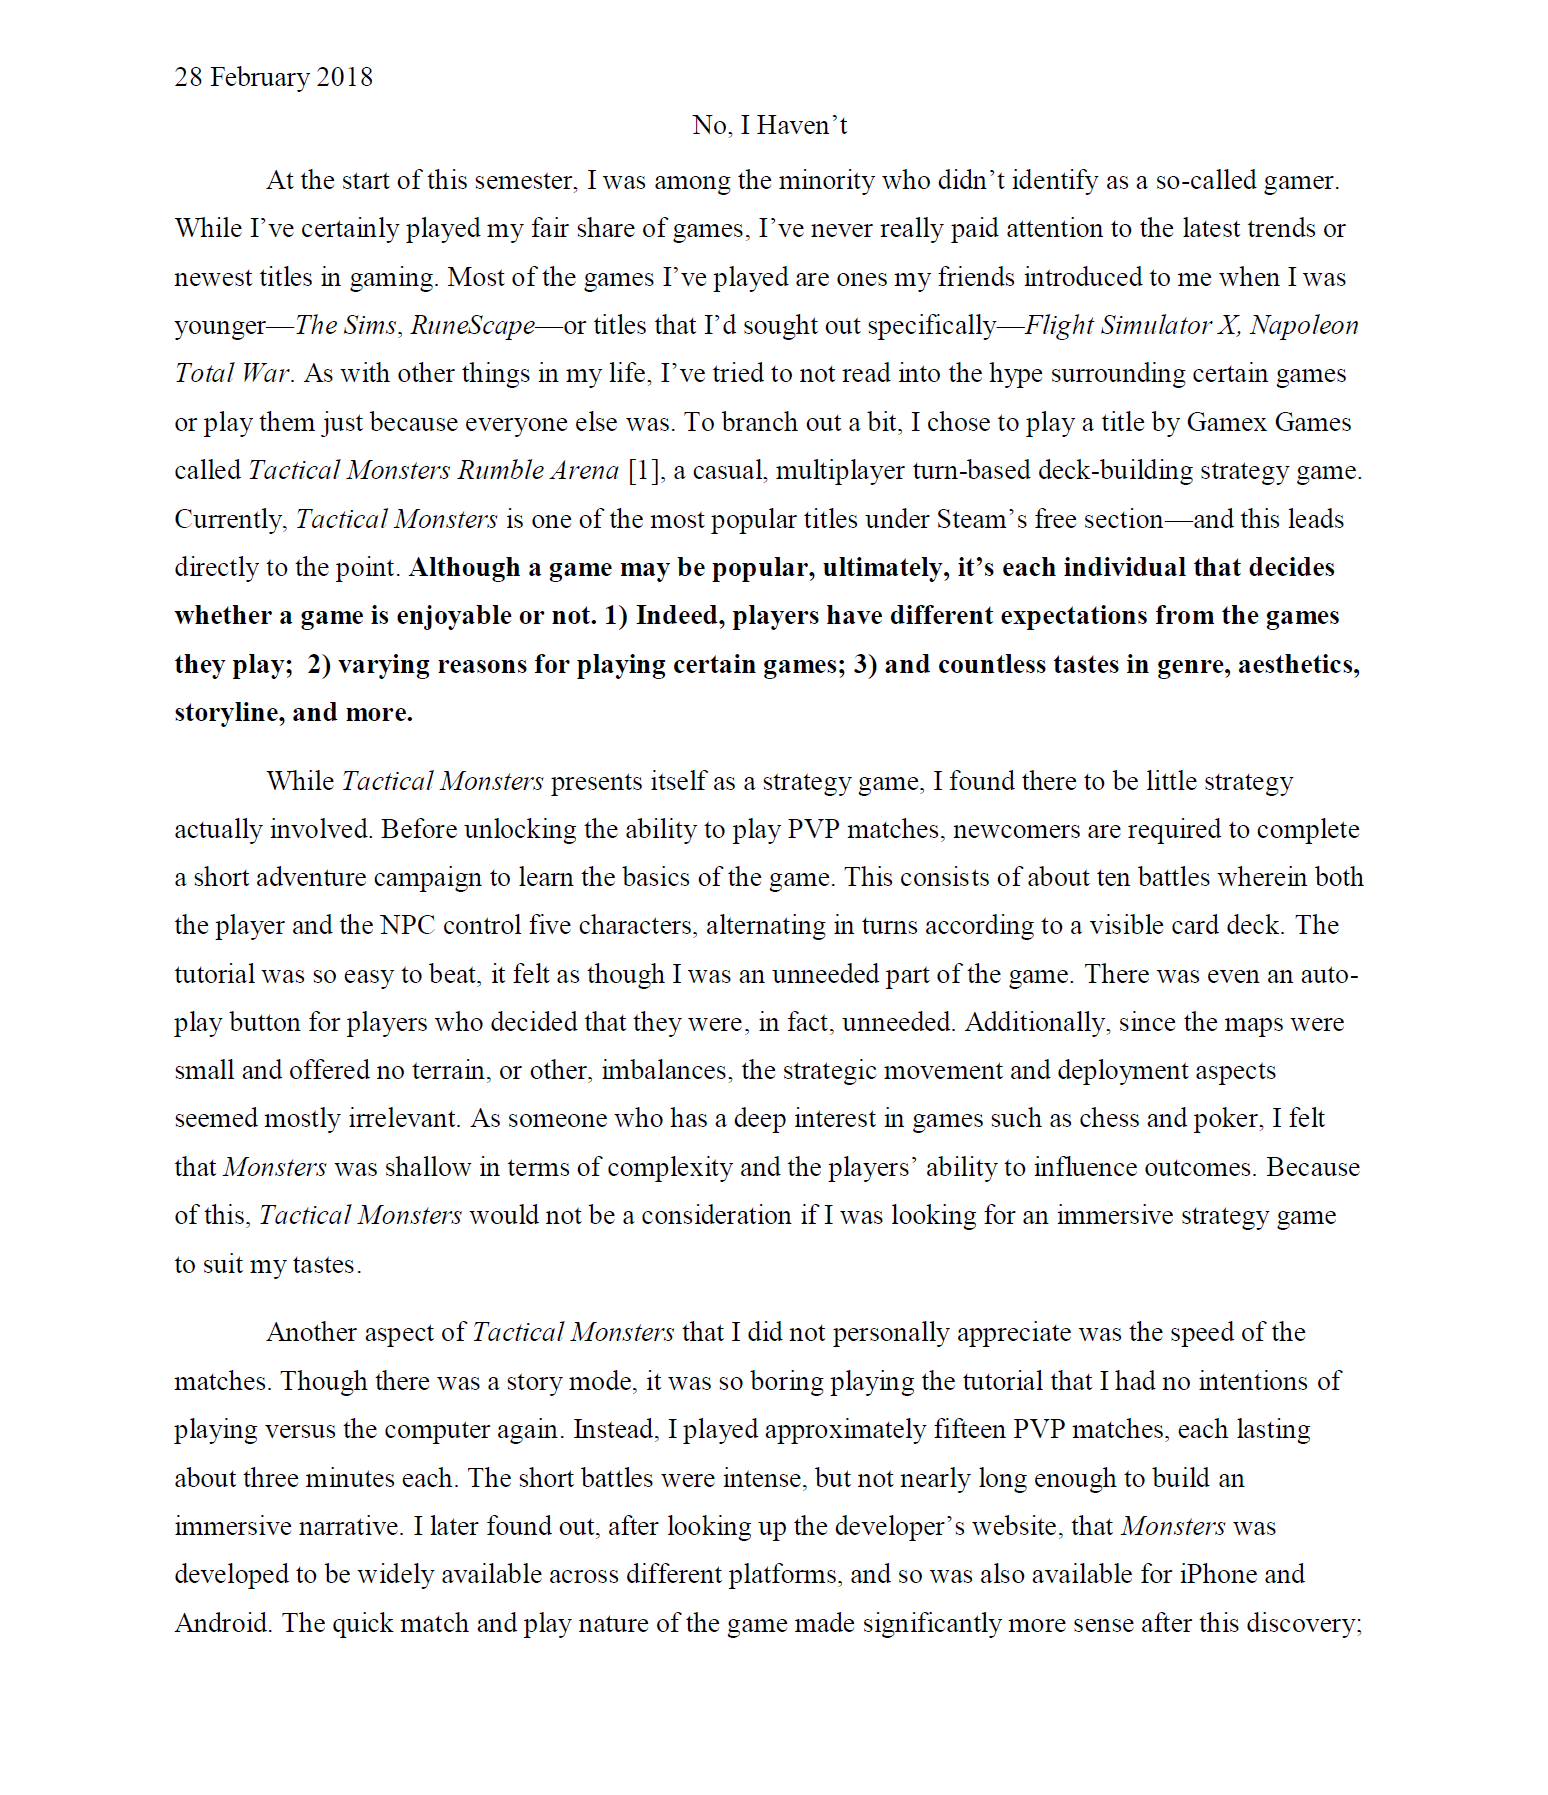 28 February 2018
No, I Haven’t
At the start of this semester, I was among the minority who didn’t identify as a so-called gamer.
While I’ve certainly played my fair share of games, I’ve never really paid attention to the latest trends or
newest titles in gaming. Most of the games I’ve played are ones my friends introduced to me when I was
younger—The Sims, RuneScape—or titles that I’d sought out specifically—Flight Simulator X, Napoleon
Total War. As with other things in my life, I’ve tried to not read into the hype surrounding certain games
or play them just because everyone else was. To branch out a bit, I chose to play a title by Gamex Games
called Tactical Monsters Rumble Arena [1], a casual, multiplayer turn-based deck-building strategy game.
Currently, Tactical Monsters is one of the most popular titles under Steam’s free section—and this leads
directly to the point. Although a game may be popular, ultimately, it’s each individual that decides
whether a game is enjoyable or not. 1) Indeed, players have different expectations from the games
they play;  2) varying reasons for playing certain games; 3) and countless tastes in genre, aesthetics,
storyline, and more.
While Tactical Monsters presents itself as a strategy game, I found there to be little strategy
actually involved. Before unlocking the ability to play PVP matches, newcomers are required to complete
a short adventure campaign to learn the basics of the game. This consists of about ten battles wherein both
the player and the NPC control five characters, alternating in turns according to a visible card deck. The
tutorial was so easy to beat, it felt as though I was an unneeded part of the game. There was even an auto-
play button for players who decided that they were, in fact, unneeded. Additionally, since the maps were
small and offered no terrain, or other, imbalances, the strategic movement and deployment aspects
seemed mostly irrelevant. As someone who has a deep interest in games such as chess and poker, I felt
that Monsters was shallow in terms of complexity and the players’ ability to influence outcomes. Because
of this, Tactical Monsters would not be a consideration if I was looking for an immersive strategy game
to suit my tastes.
Another aspect of Tactical Monsters that I did not personally appreciate was the speed of the
matches. Though there was a story mode, it was so boring playing the tutorial that I had no intentions of
playing versus the computer again. Instead, I played approximately fifteen PVP matches, each lasting
about three minutes each. The short battles were intense, but not nearly long enough to build an
immersive narrative. I later found out, after looking up the developer’s website, that Monsters was
developed to be widely available across different platforms, and so was also available for iPhone and
Android. The quick match and play nature of the game made significantly more sense after this discovery;